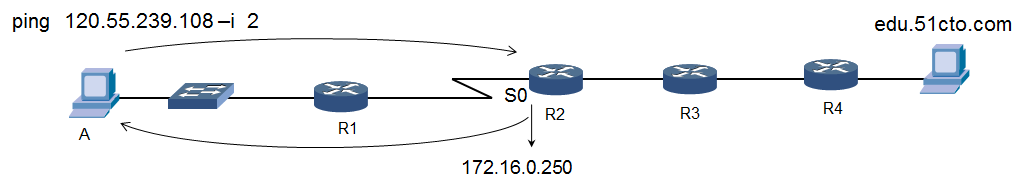 ping 120.55.239.108 –i 2
edu.51cto.com
S0
R2
R3
R4
A
R1
172.16.0.250